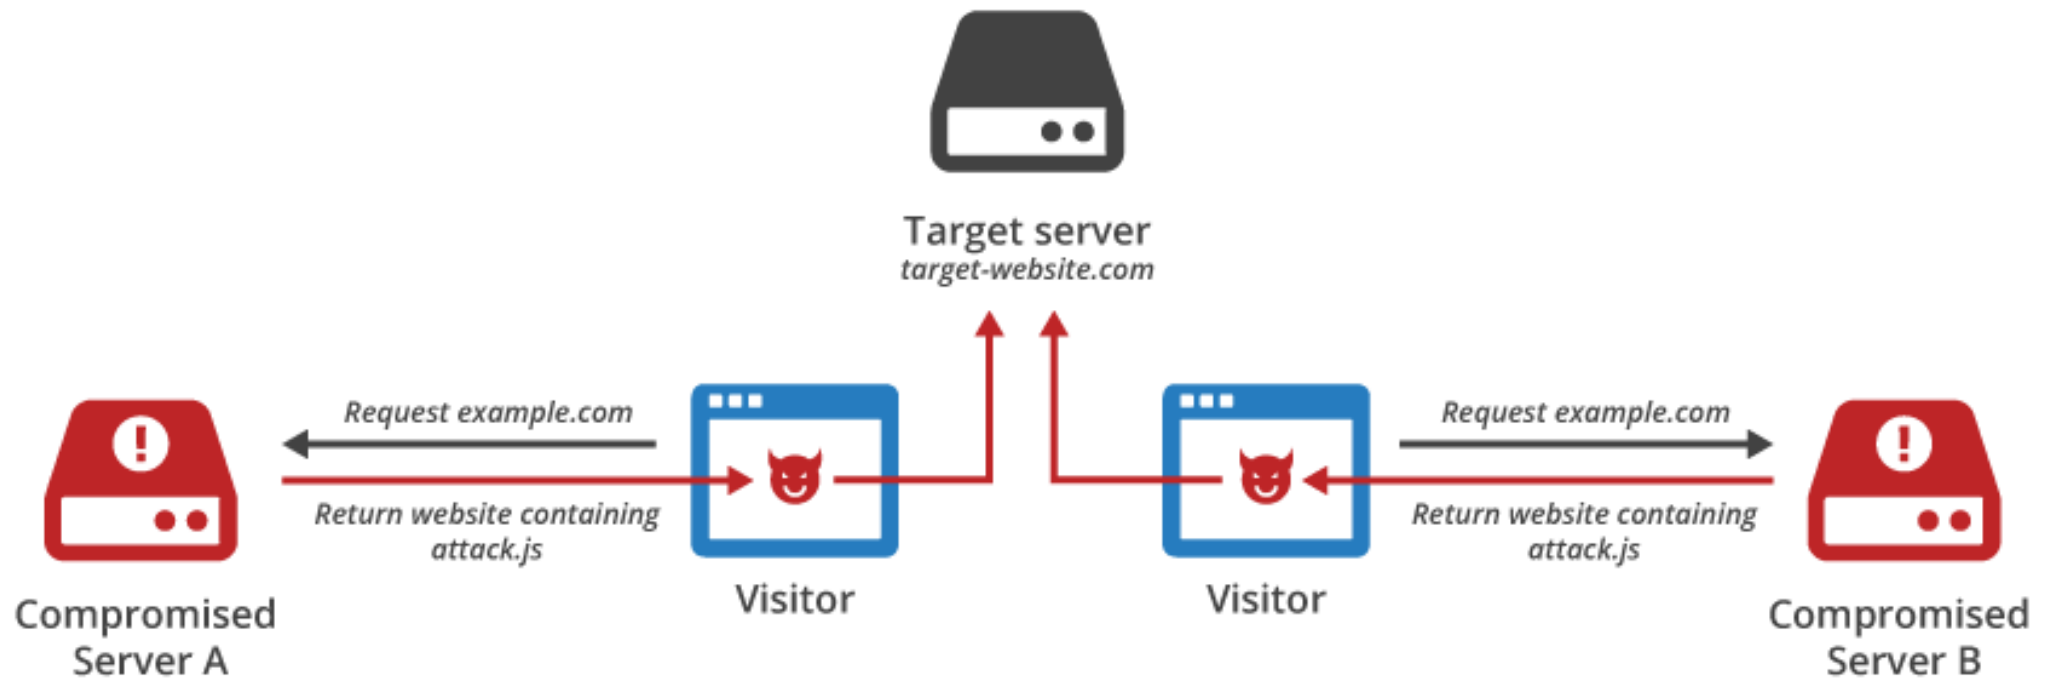 Target server
target-website.com
Request example.com
Return website containing
attack.js
Compromised
Server A
Visitor
Visitor
Request example.com
Return website containing
attack.js
Compromised
Server B